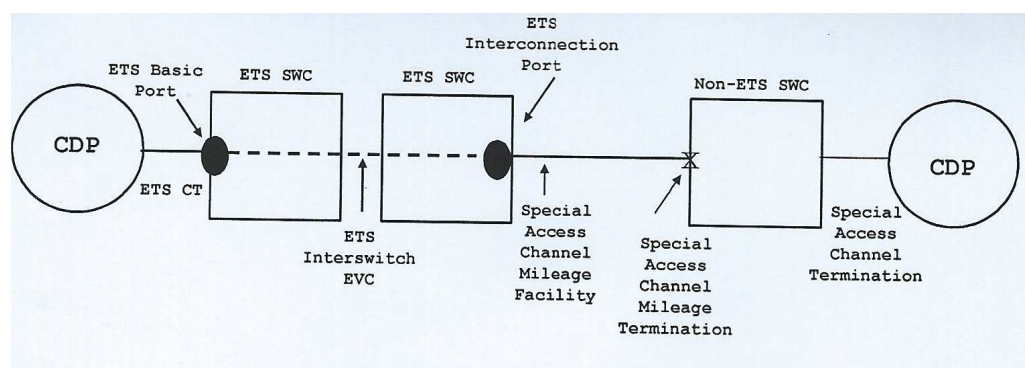 ETS
Interconnection
Port
ETS Basic
Port
ETS SWC
ETS SWC
Non-ETS SWC
CDP
CDP
ETS CT
ETS
Interswitch
EVC
Special
Access
Channel
Mileage
Facility
X
Special
Access
Channel
Mileage
Termination
Special
Access
Channel
Termination